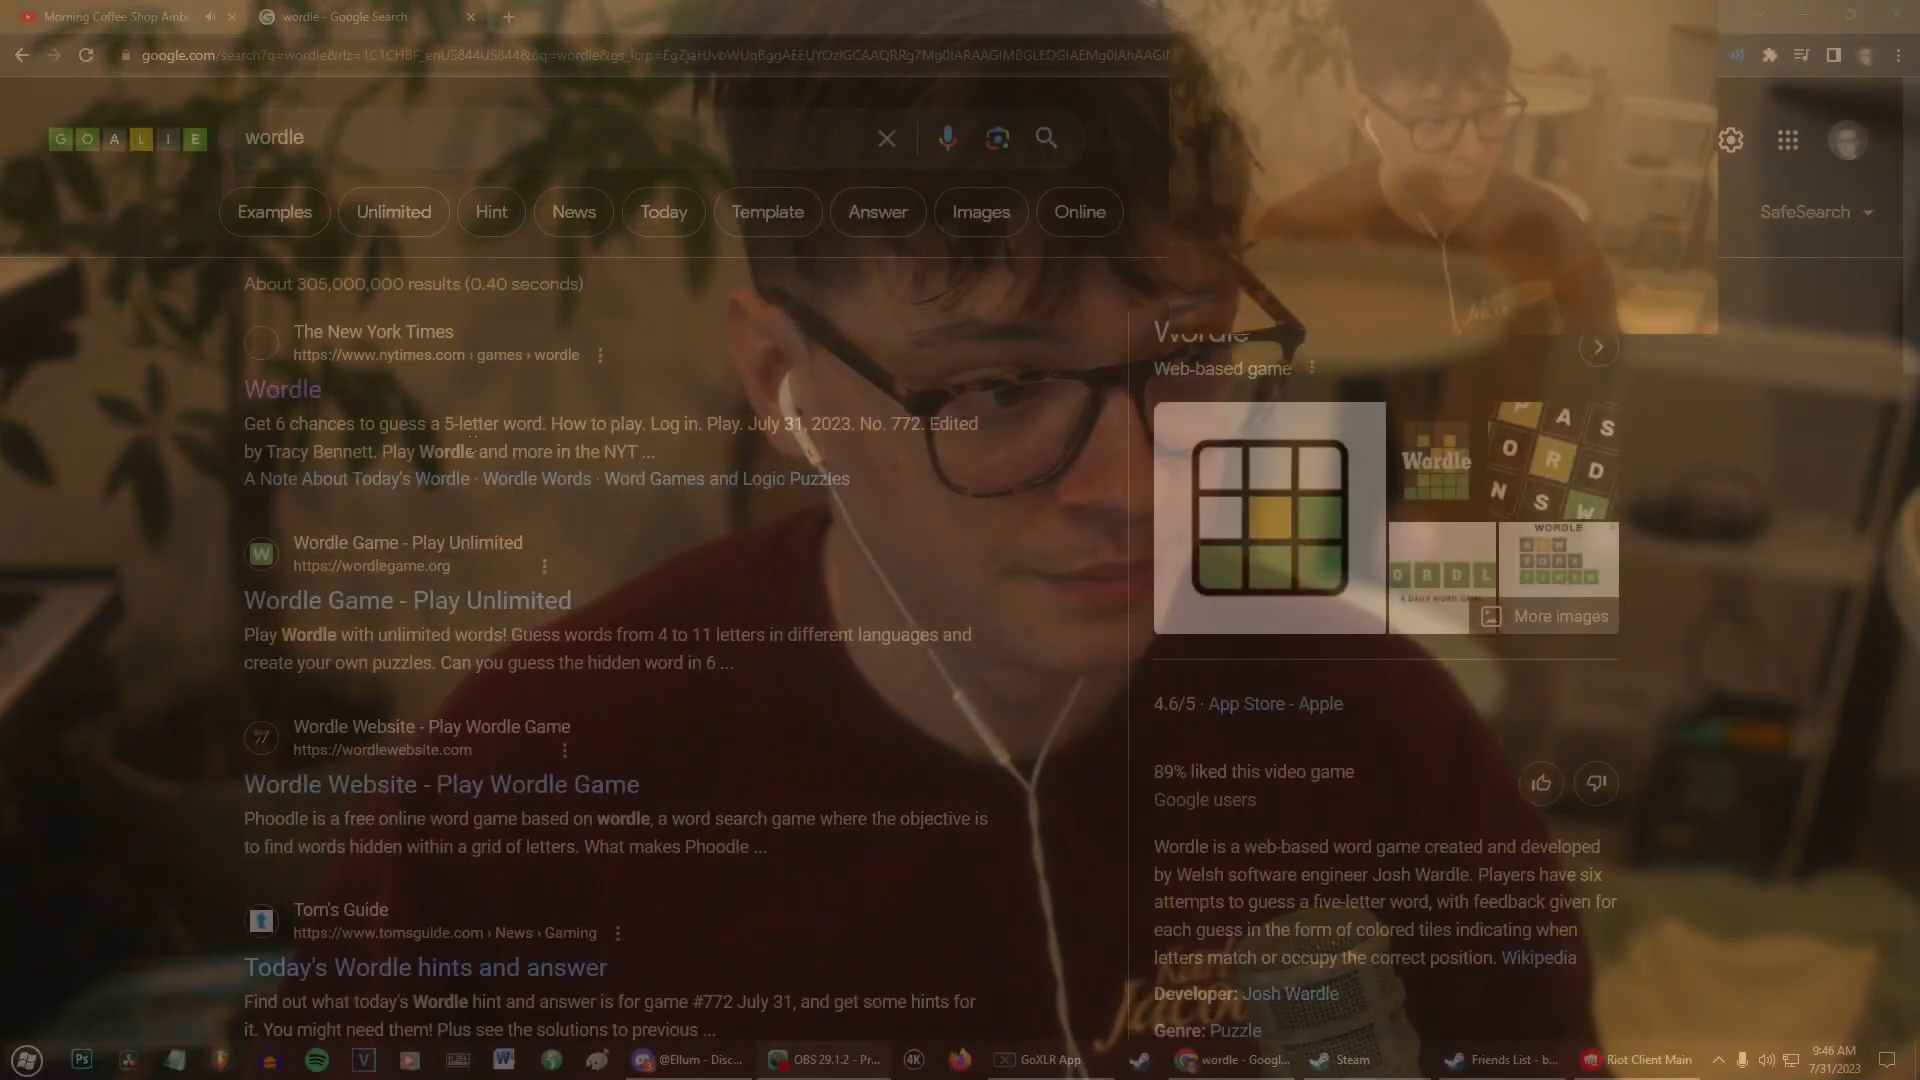 Morning Coffee Shop Ambi
wordle - Google Search
google.com/search?q=wordle&rlz=1C1CHBF_enUS844US844&oq=wordle&gs_lcrp=
G O A L I E
wordle
Examples
Unlimited
Hint
News
Today
Template
Answer
Images
Online
SafeSearch
About 305,000,000 results (0.40 seconds)
The New York Times
https://www.nytimes.com › games › wordle
Wordle
Get 6 chances to guess a 5-letter word. How to play. Log in. Play. July 31, 2023. No. 772. Edited
by Tracy Bennett. Play Wordle and more in the NYT ...
A Note About Today's Wordle · Wordle Words · Word Games and Logic Puzzles
W
Wordle Game - Play Unlimited
https://wordlegame.org
Wordle Game - Play Unlimited
Play Wordle with unlimited words! Guess words from 4 to 11 letters in different languages and
create your own puzzles. Can you guess the hidden word in 6 ...
Wordle Website - Play Wordle Game
https://wordlewebsite.com
Wordle Website - Play Wordle Game
Phoodle is a free online word game based on wordle, a word search game where the objective is
to find words hidden within a grid of letters. What makes Phoodle ...
t
Tom's Guide
https://www.tomsguide.com › News › Gaming
Today's Wordle hints and answer
Find out what today's Wordle hint and answer is for game #772 July 31, and get some hints for
it. You might need them! Plus see the solutions to previous ...
Wordle
Web-based game
Wordle
P A S
O R D
N S W
O R D L
A DAILY WORD GAME
WORDLE
NEW
YORK
TIMES
More images
4.6/5 · App Store - Apple
89% liked this video game
Google users
Wordle is a web-based word game created and developed
by Welsh software engineer Josh Wardle. Players have six
attempts to guess a five-letter word, with feedback given for
each guess in the form of colored tiles indicating when
letters match or occupy the correct position. Wikipedia
Developer: Josh Wardle
Genre: Puzzle
Karl
Jacobs
Ps
V
W
@Ellum - Disc...
OBS 29.1.2 - Pr...
4K
GoXLR App
wordle - Googl...
Steam
Friends List - b...
Riot Client Main
9:46 AM
7/31/2023